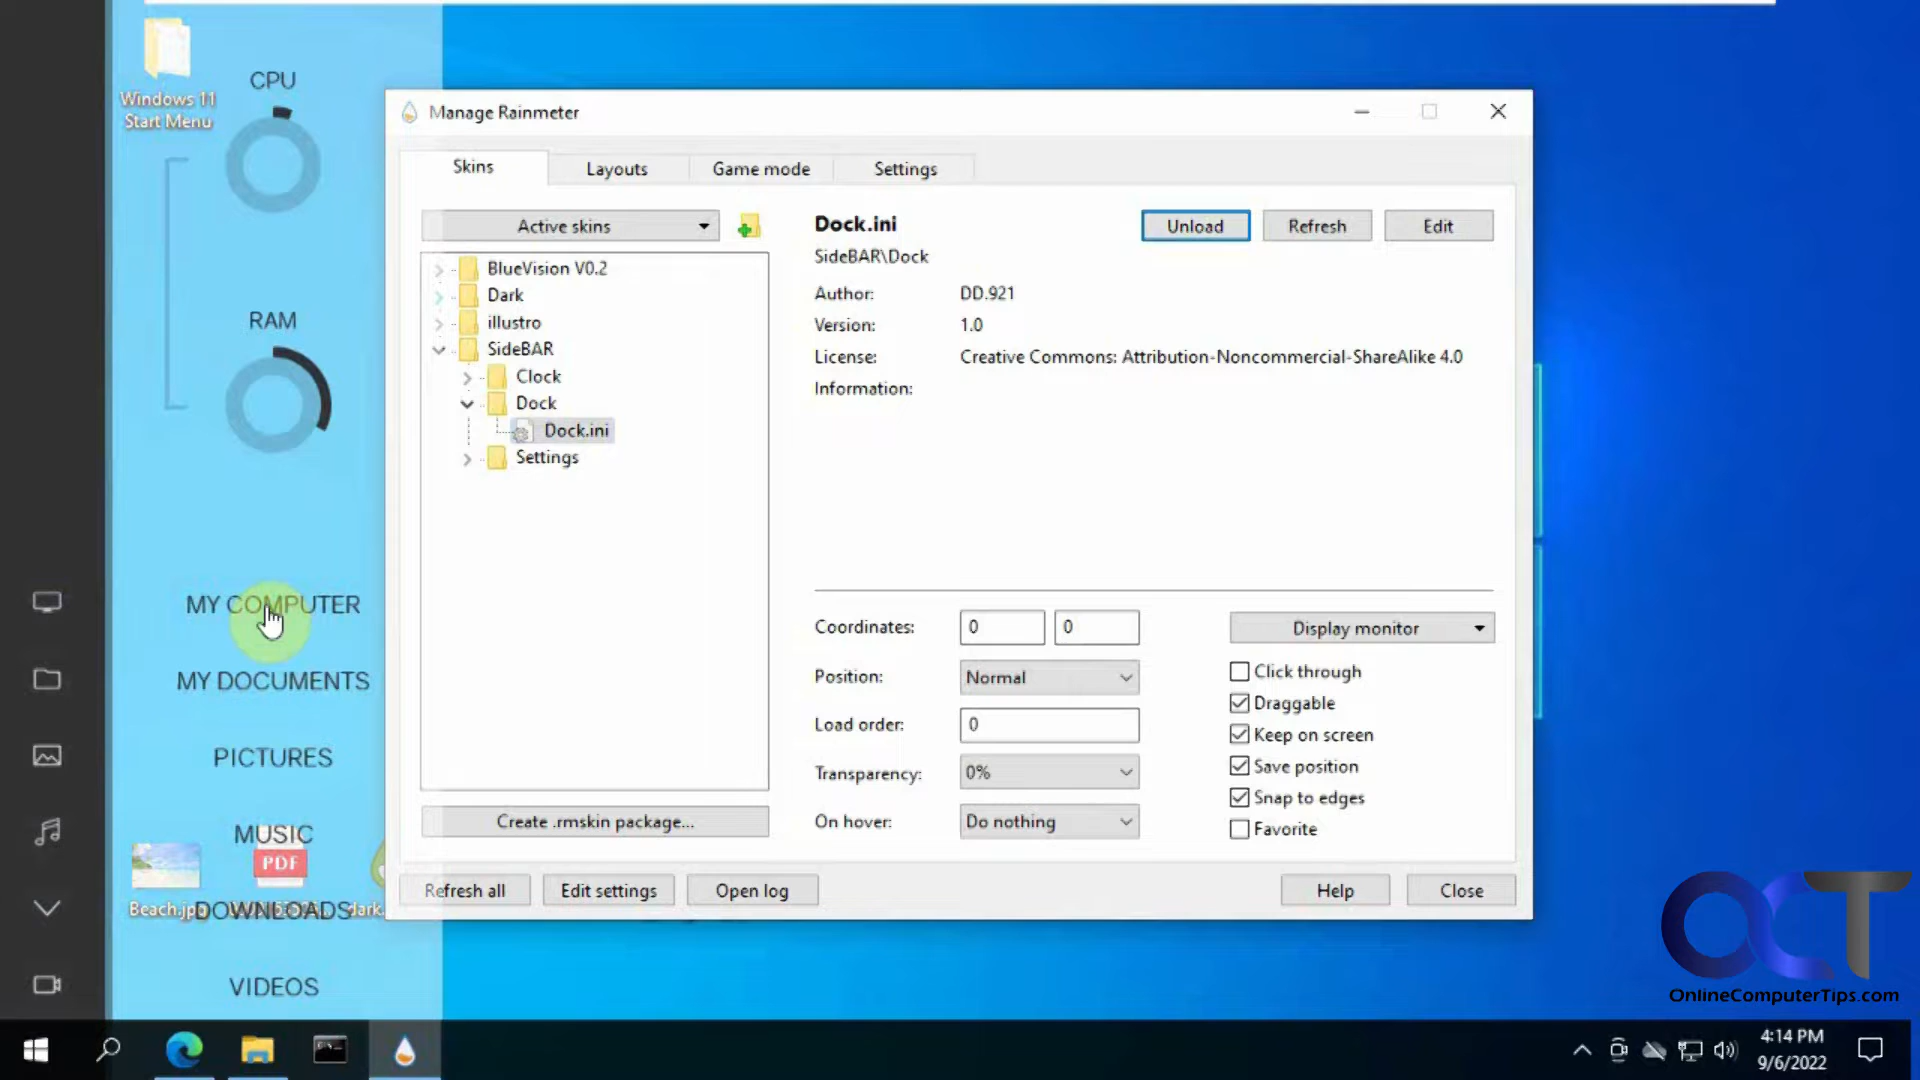 Windows 11
Start Menu
CPU
RAM
MY COMPUTER
MY DOCUMENTS
PICTURES
MUSIC
PDF
Beach.jpg
dark.
DOWNLOADS
VIDEOS
Manage Rainmeter
Skins
Layouts
Game mode
Settings
Active skins
BlueVision V0.2
Dark
illustro
SideBAR
Clock
Dock
Dock.ini
Settings
Create .rmskin package...
Dock.ini
SideBAR\Dock
Unload
Refresh
Edit
Author: DD.921
Version: 1.0
License: Creative Commons: Attribution-Noncommercial-ShareAlike 4.0
Information:
Coordinates: 0 0
Position: Normal
Load order: 0
Transparency: 0%
On hover: Do nothing
Display monitor
Click through
Draggable
Keep on screen
Save position
Snap to edges
Favorite
Refresh all
Edit settings
Open log
Help
Close
OCT
OnlineComputerTips.com
4:14 PM
9/6/2022